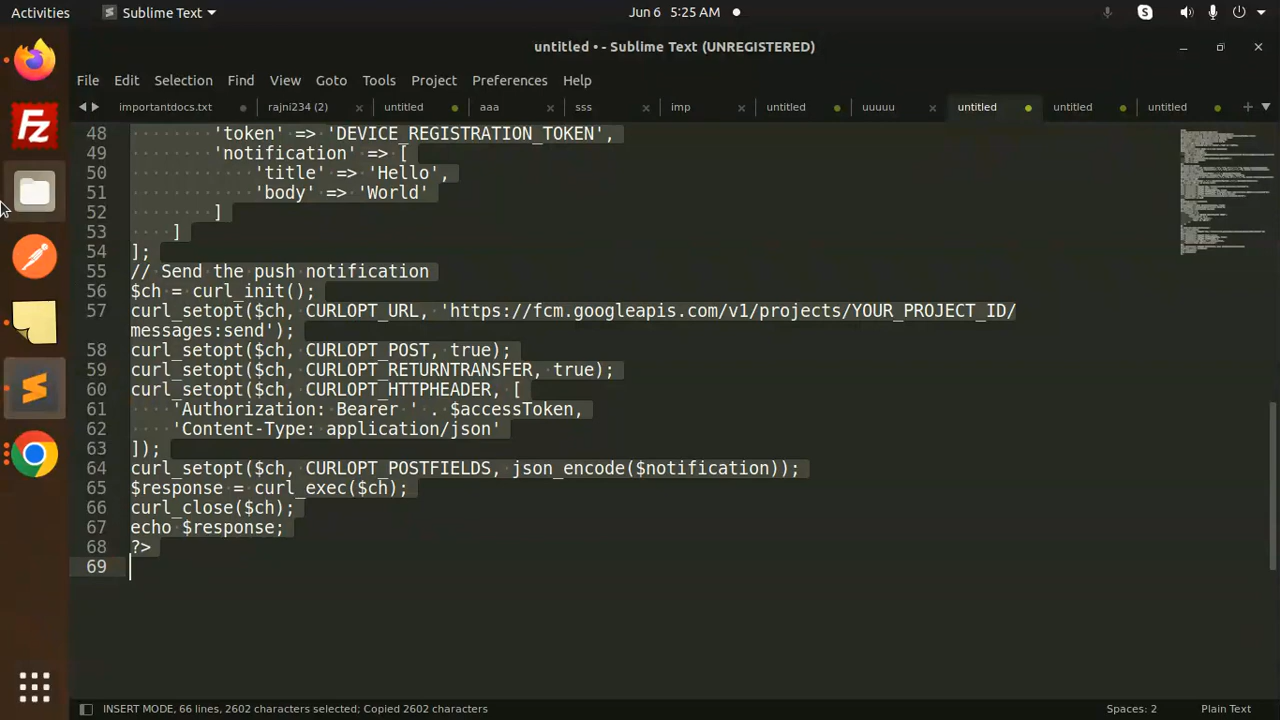 Activities Sublime Text Jun 6 5:25 AM
untitled • - Sublime Text (UNREGISTERED)
File Edit Selection Find View Goto Tools Project Preferences Help
importantdocs.txt rajni234 (2) untitled aaa sss imp untitled uuuuu untitled untitled untitled
48 'token' => 'DEVICE_REGISTRATION_TOKEN',
49 'notification' => [
50 'title' => 'Hello',
51 'body' => 'World'
52 ]
53 ]
54 ];
55 // Send the push notification
56 $ch = curl_init();
57 curl_setopt($ch, CURLOPT_URL, 'https://fcm.googleapis.com/v1/projects/YOUR_PROJECT_ID/
messages:send');
58 curl_setopt($ch, CURLOPT_POST, true);
59 curl_setopt($ch, CURLOPT_RETURNTRANSFER, true);
60 curl_setopt($ch, CURLOPT_HTTPHEADER, [
61 'Authorization: Bearer ' . $accessToken,
62 'Content-Type: application/json'
63 ]);
64 curl_setopt($ch, CURLOPT_POSTFIELDS, json_encode($notification));
65 $response = curl_exec($ch);
66 curl_close($ch);
67 echo $response;
68 ?>
69
INSERT MODE, 66 lines, 2602 characters selected; Copied 2602 characters Spaces: 2 Plain Text